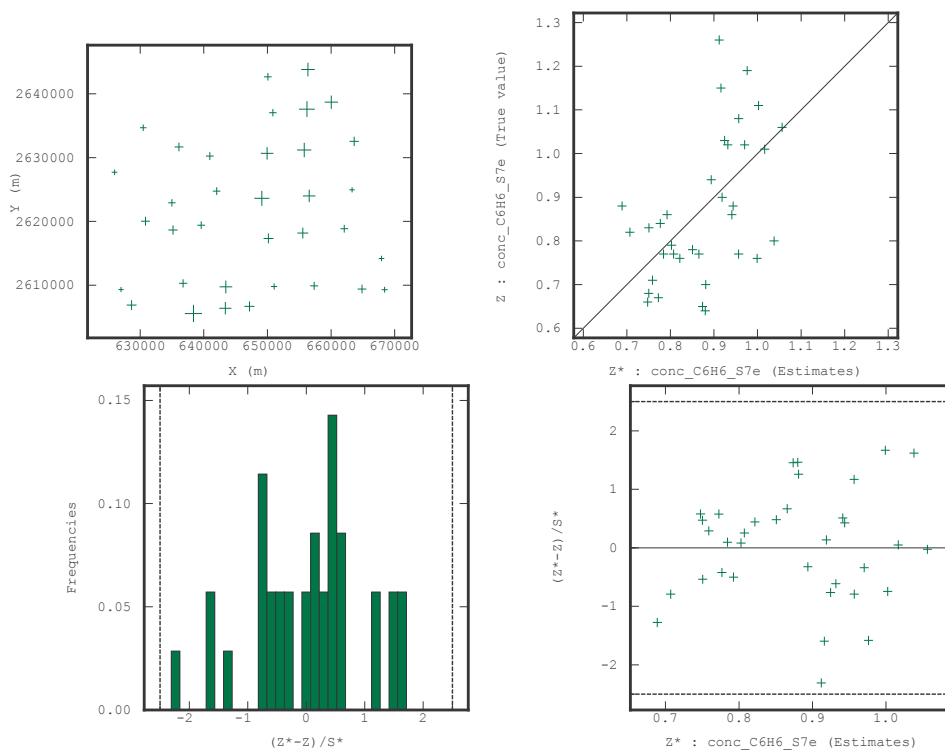 2640000
2630000
2620000
2610000
Y (m)
630000 640000 650000 660000 670000
X (m)
1.3
1.2
1.1
1.0
0.9
0.8
0.7
0.6
Z : conc_C6H6_S7e (True value)
0.6 0.7 0.8 0.9 1.0 1.1 1.2 1.3
Z* : conc_C6H6_S7e (Estimates)
0.15
0.10
0.05
0.00
Frequencies
−2 −1 0 1 2
(Z*-Z)/S*
2
1
0
−1
−2
(Z*-Z)/S*
0.7 0.8 0.9 1.0
Z* : conc_C6H6_S7e (Estimates)